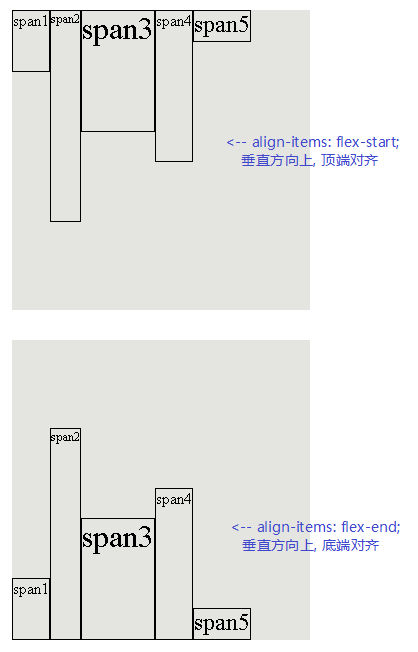 span1 span2 span3 span4 span5
<-- align-items: flex-start;
垂直方向上, 顶端对齐
span2
span4
span3
<-- align-items: flex-end;
垂直方向上, 底端对齐
span1
span5